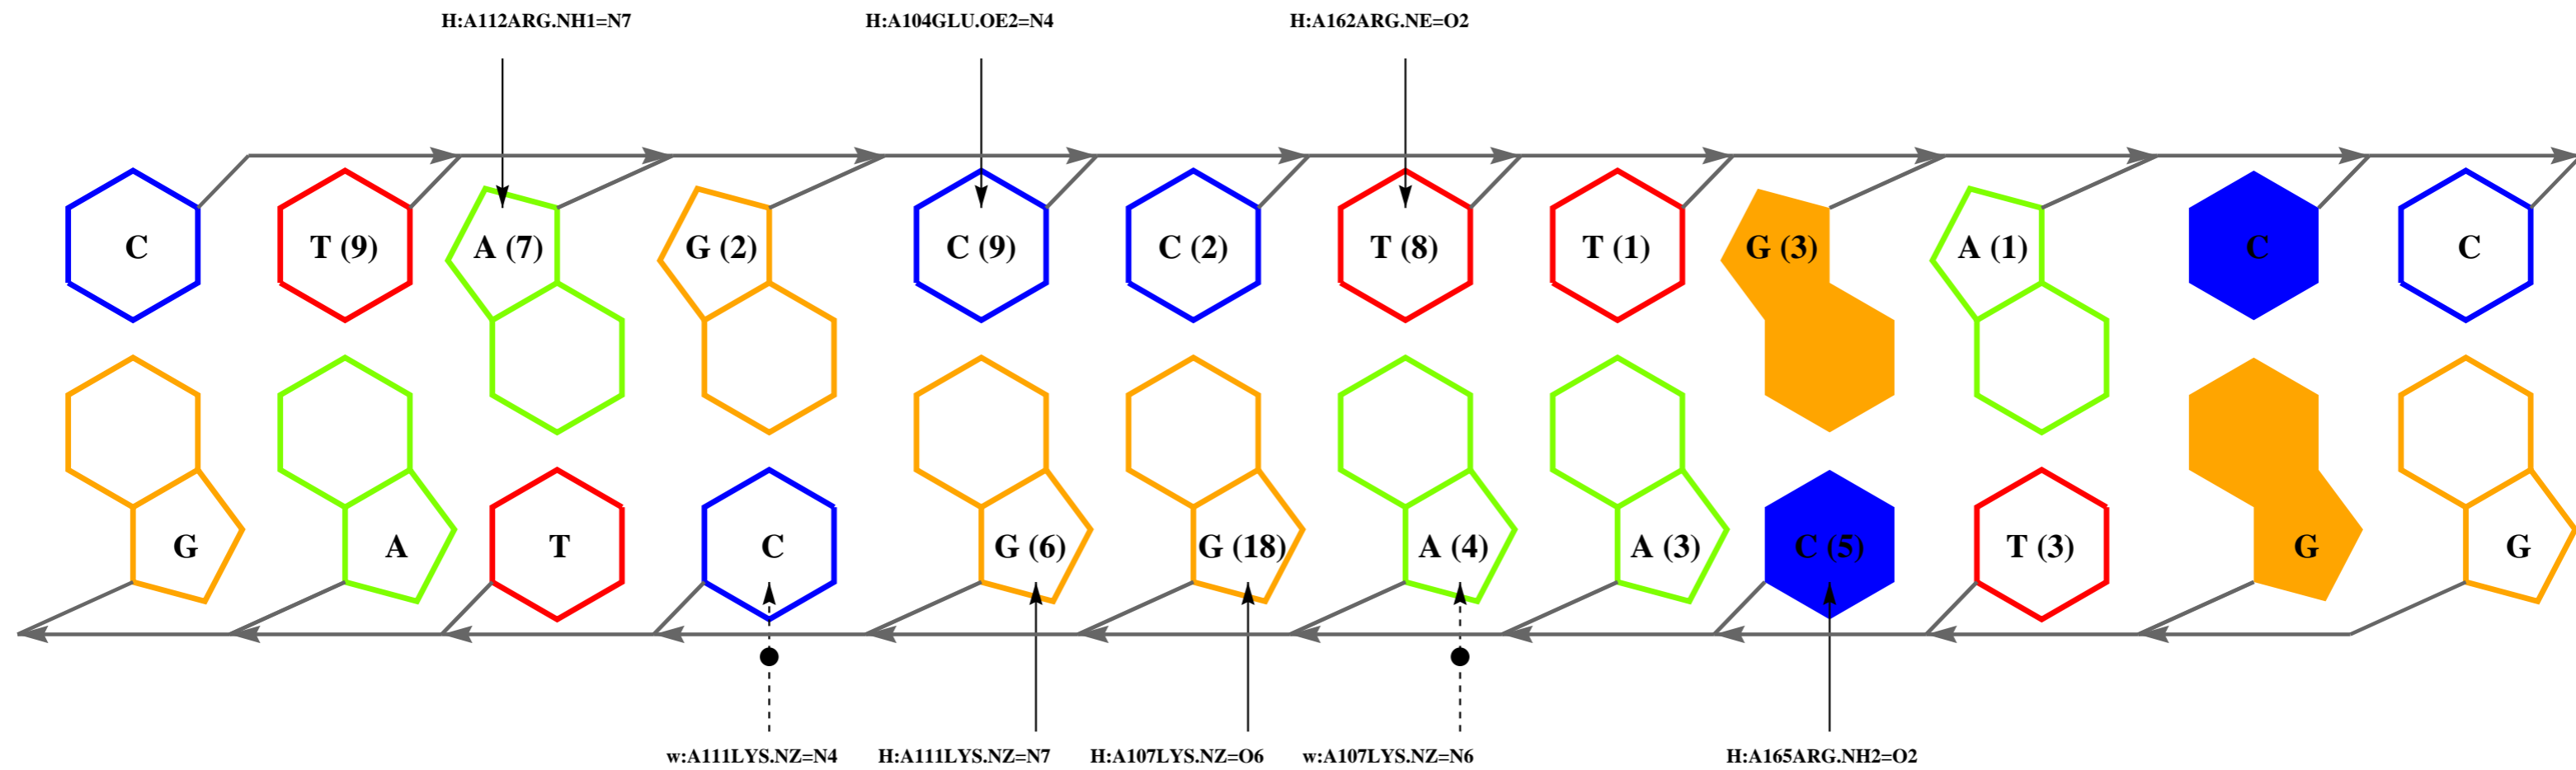 H:A112ARG.NH1=N7 H:A104GLU.OE2=N4 H:A162ARG.NE=O2
C T (9) A (7) G (2) C (9) C (2) T (8) T (1) G (3) A (1) C C
G A T C G (6) G (18) A (4) A (3) C (5) T (3) G G
w:A111LYS.NZ=N4 H:A111LYS.NZ=N7 H:A107LYS.NZ=O6 w:A107LYS.NZ=N6 H:A165ARG.NH2=O2